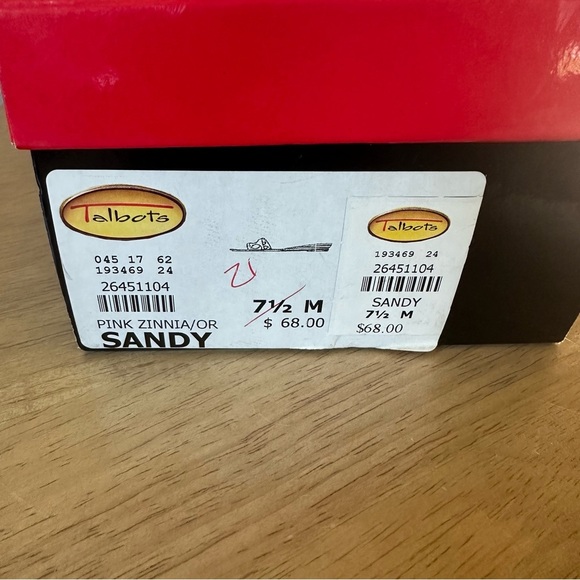 Talbots
045 17 62
193469 24
26451104
PINK ZINNIA/OR
SANDY
7½ M
$ 68.00
Talbots
193469 24
26451104
SANDY
7½ M
$68.00